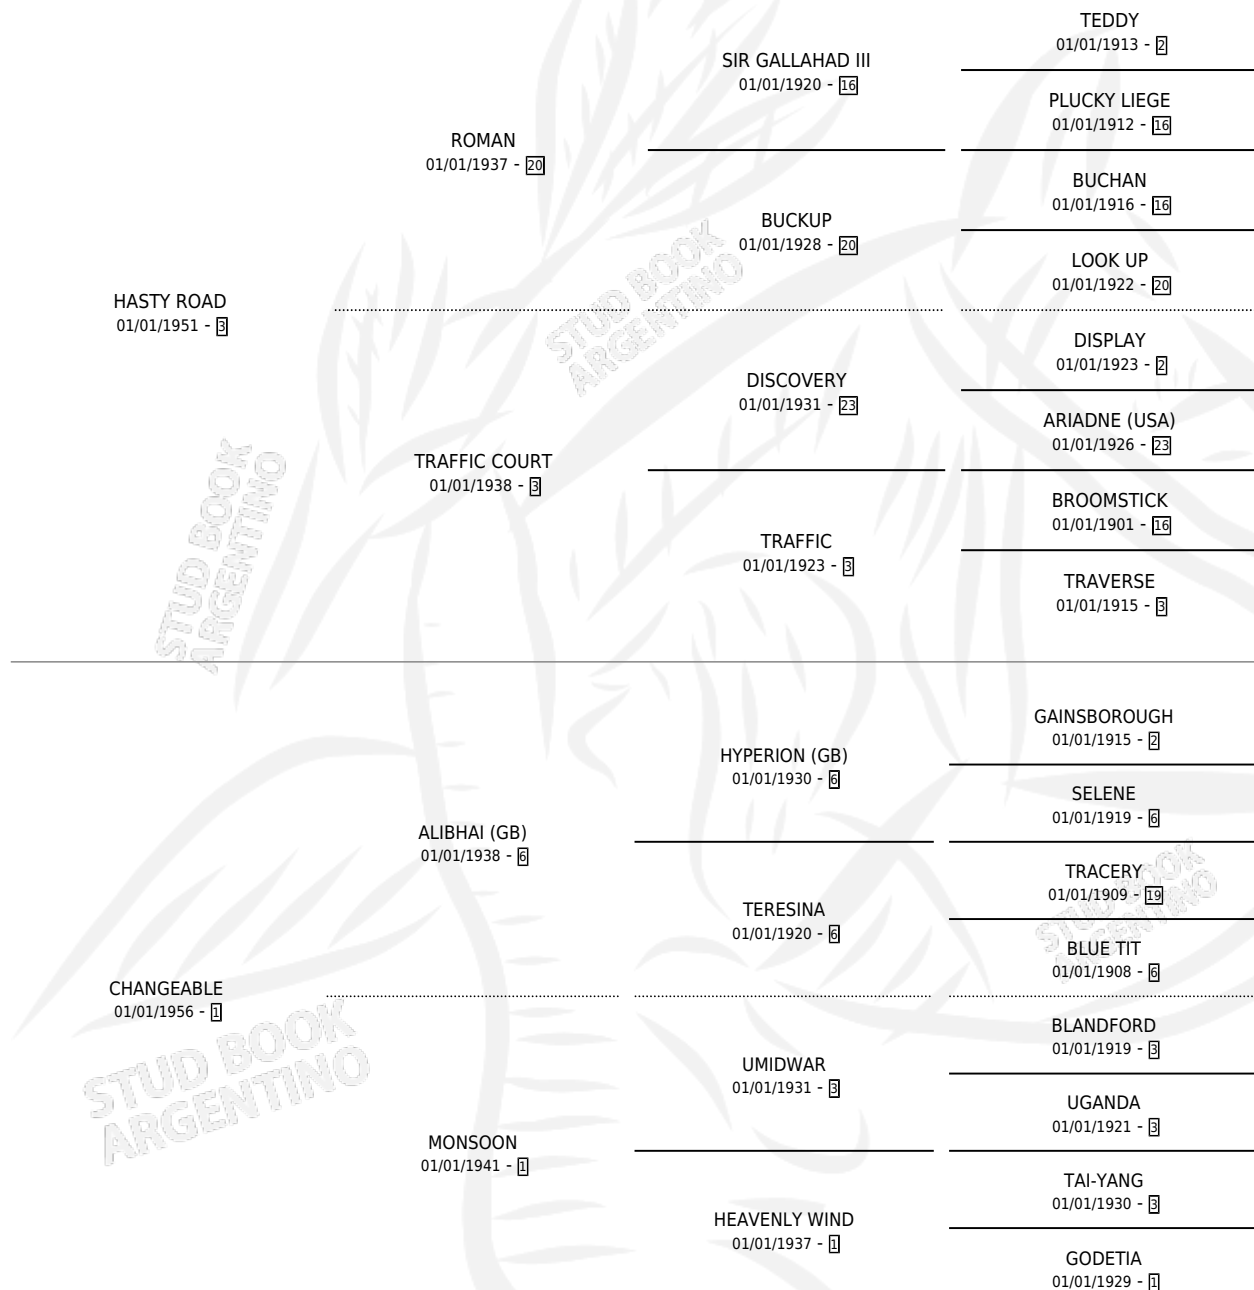 TEDDY
01/01/1913 - 2
SIR GALLAHAD III
01/01/1920 - 16
PLUCKY LIEGE
01/01/1912 - 16
ROMAN
01/01/1937 - 20
BUCHAN
01/01/1916 - 16
BUCKUP
01/01/1928 - 20
LOOK UP
01/01/1922 - 20
HASTY ROAD
01/01/1951 - 3
DISPLAY
01/01/1923 - 2
DISCOVERY
01/01/1931 - 23
ARIADNE (USA)
01/01/1926 - 23
TRAFFIC COURT
01/01/1938 - 3
BROOMSTICK
01/01/1901 - 16
TRAFFIC
01/01/1923 - 3
TRAVERSE
01/01/1915 - 3
GAINSBOROUGH
01/01/1915 - 2
HYPERION (GB)
01/01/1930 - 6
SELENE
01/01/1919 - 6
ALIBHAI (GB)
01/01/1938 - 6
TRACERY
01/01/1909 - 19
TERESINA
01/01/1920 - 6
BLUE TIT
01/01/1908 - 6
CHANGEABLE
01/01/1956 - 1
BLANDFORD
01/01/1919 - 3
UMIDWAR
01/01/1931 - 3
UGANDA
01/01/1921 - 3
MONSOON
01/01/1941 - 1
TAI-YANG
01/01/1930 - 3
HEAVENLY WIND
01/01/1937 - 1
GODETIA
01/01/1929 - 1
STUD BOOK
ARGENTINO
STUD BOOK
ARGENTINO
STUD BOOK
ARGENTINO
STUD BOOK
ARGENTINO